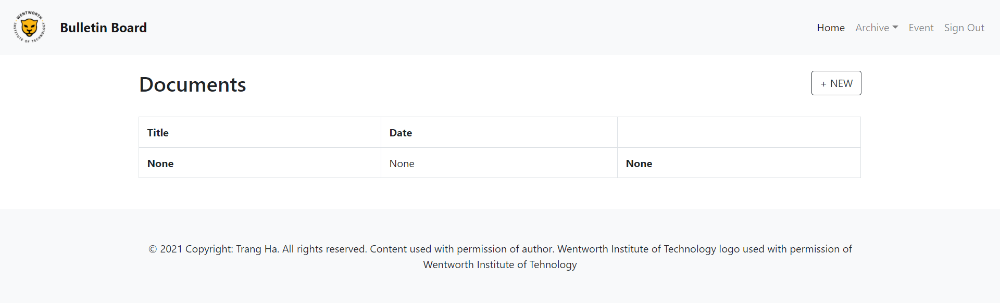 WENTWORTH
INSTITUTE OF TECHNOLOGY
Bulletin Board
Home Archive Event Sign Out
Documents
+ NEW
Title Date
None None None
© 2021 Copyright: Trang Ha. All rights reserved. Content used with permission of author. Wentworth Institute of Technology logo used with permission of
Wentworth Institute of Tehnology